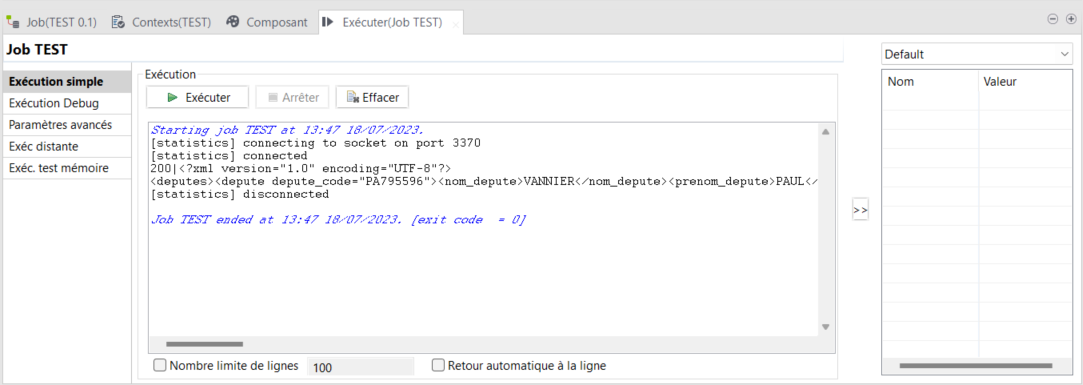 Job(TEST 0.1) Contexts(TEST) Composant Exécuter(Job TEST)
Job TEST
Default
Exécution simple
Exécution Debug
Paramètres avancés
Exéc distante
Exéc. test mémoire
Exécution
Exécuter Arrêter Effacer
Starting job TEST at 13:47 18/07/2023.
[statistics] connecting to socket on port 3370
[statistics] connected
200|<?xml version="1.0" encoding="UTF-8"?>
<deputes><depute depute_code="PA795596"><nom_depute>VANNIER</nom_depute><prenom_depute>PAUL</
[statistics] disconnected
Job TEST ended at 13:47 18/07/2023. [exit code  = 0]
Nombre limite de lignes 100 Retour automatique à la ligne
>>
Nom Valeur